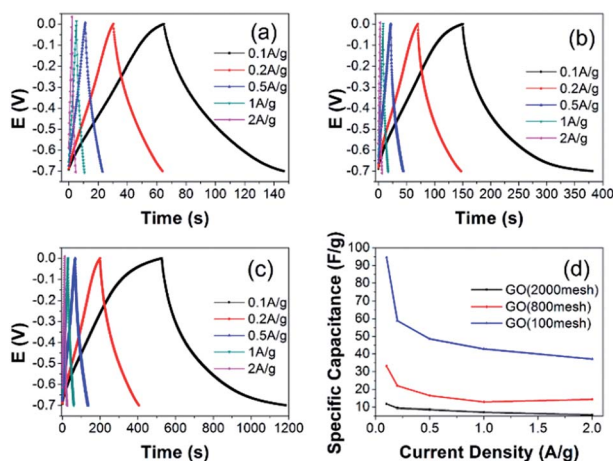 (a)
0.1A/g
0.2A/g
0.5A/g
1A/g
2A/g
E (V)
0.0
-0.1
-0.2
-0.3
-0.4
-0.5
-0.6
-0.7
0 20 40 60 80 100 120 140
Time (s)
(b)
0.1A/g
0.2A/g
0.5A/g
1A/g
2A/g
E (V)
0.0
-0.1
-0.2
-0.3
-0.4
-0.5
-0.6
-0.7
0 50 100 150 200 250 300 350 400
Time (s)
(c)
0.1A/g
0.2A/g
0.5A/g
1A/g
2A/g
E (V)
0.0
-0.1
-0.2
-0.3
-0.4
-0.5
-0.6
-0.7
0 200 400 600 800 1000 1200
Time (s)
(d)
GO(2000mesh)
GO(800mesh)
GO(100mesh)
Specific Capacitance (F/g)
100
90
80
70
60
50
40
30
20
10
0.0 0.5 1.0 1.5 2.0
Current Density (A/g)